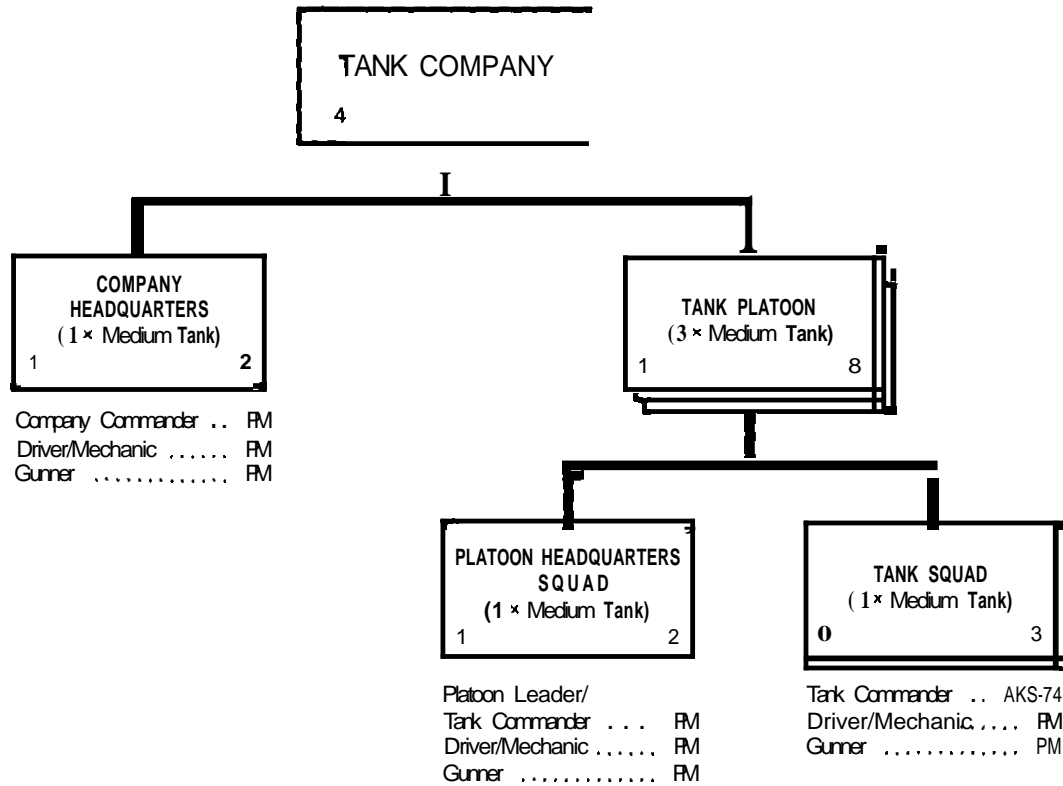 TANK COMPANY
4
COMPANY
HEADQUARTERS
(1 × Medium Tank)
1 2
TANK PLATOON
(3 × Medium Tank)
1 8
Company Commander .. PM
Driver/Mechanic ...... PM
Gunner ............. PM
PLATOON HEADQUARTERS
SQUAD
(1 × Medium Tank)
1 2
TANK SQUAD
(1 × Medium Tank)
0 3
Platoon Leader/
Tank Commander ... PM
Driver/Mechanic ...... PM
Gunner ............. PM
Tank Commander .. AKS-74
Driver/Mechanic..... PM
Gunner ............. PM